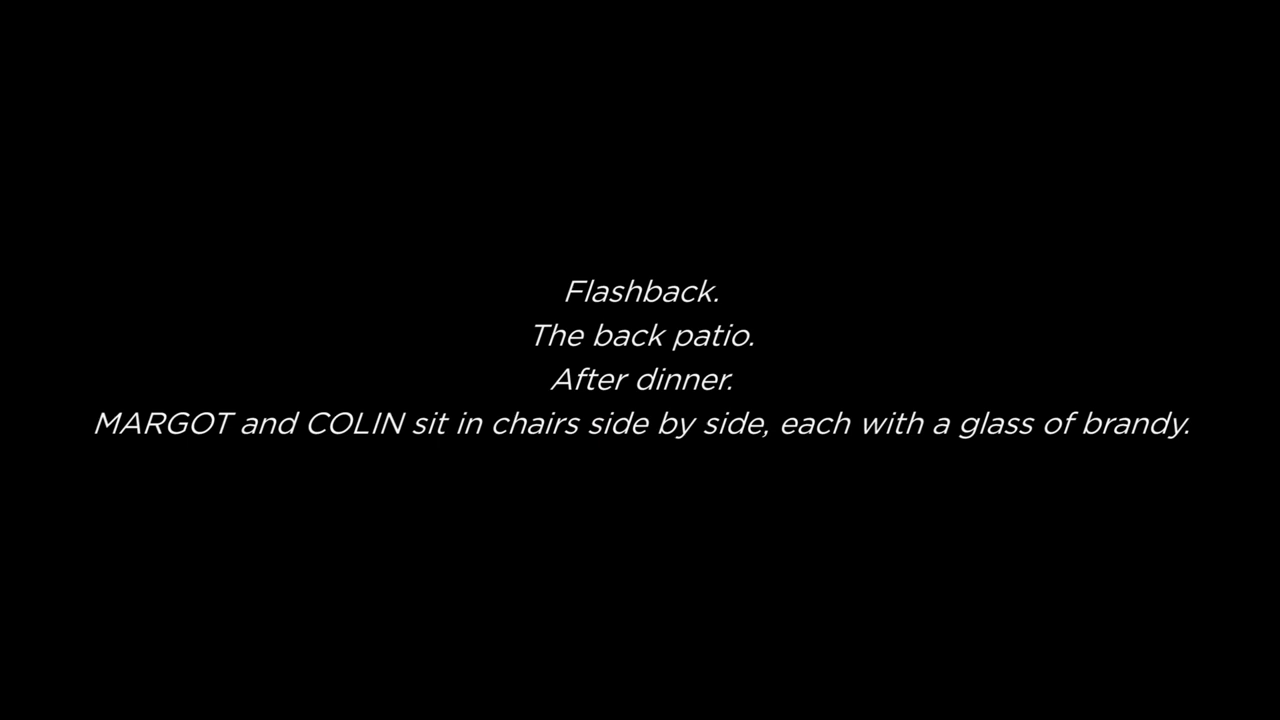 Flashback.
The back patio.
After dinner.
MARGOT and COLIN sit in chairs side by side, each with a glass of brandy.